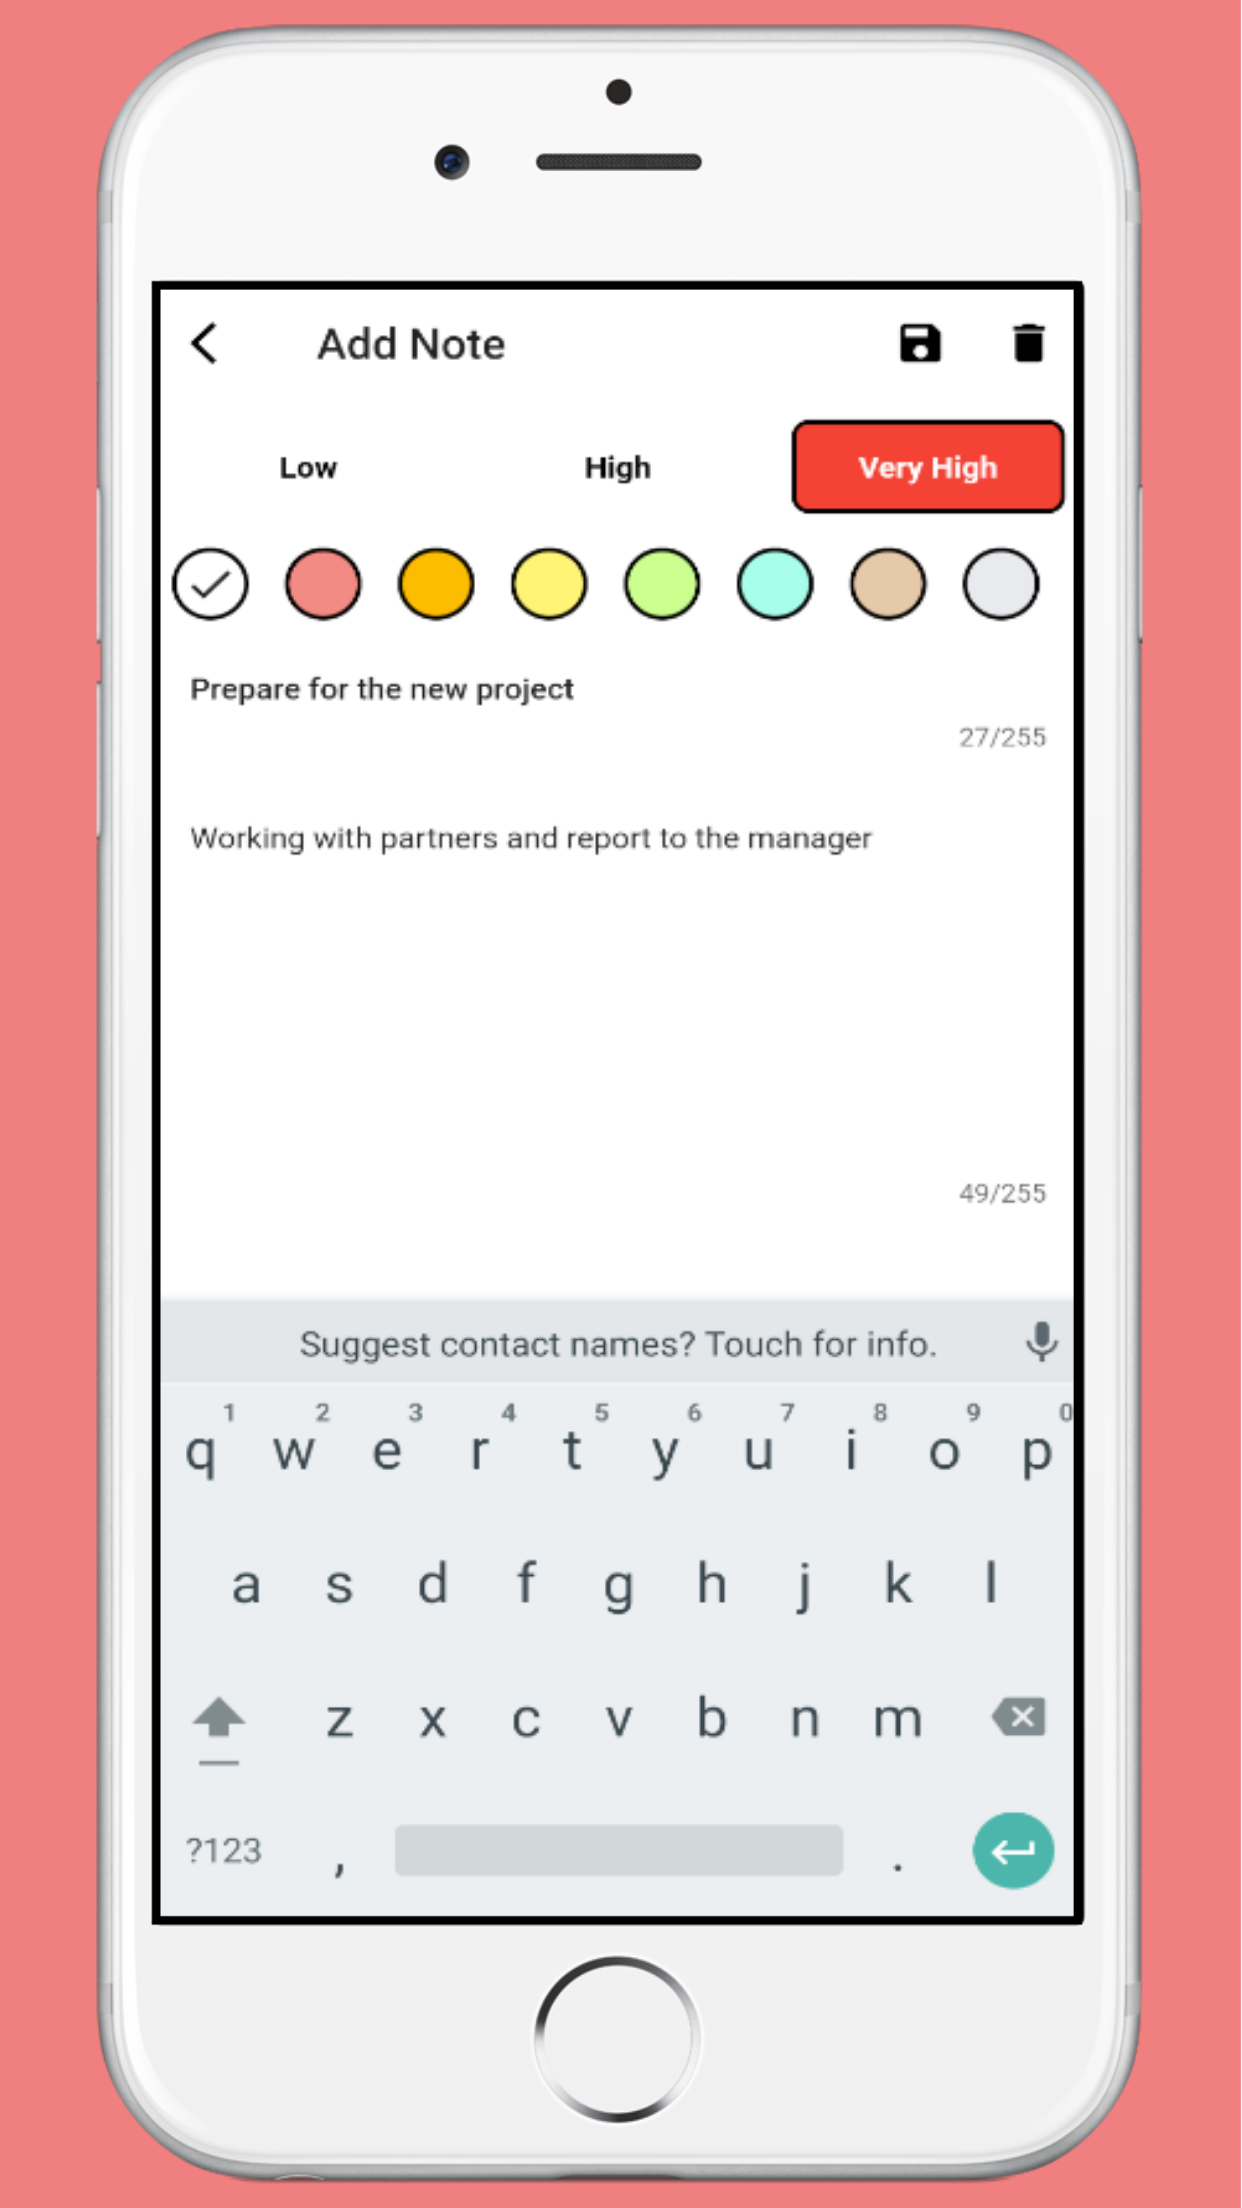 Add Note
Low High Very High
Prepare for the new project
27/255
Working with partners and report to the manager
49/255
Suggest contact names? Touch for info.
1 2 3 4 5 6 7 8 9 0
q w e r t y u i o p
a s d f g h j k l
z x c v b n m
?123 , .